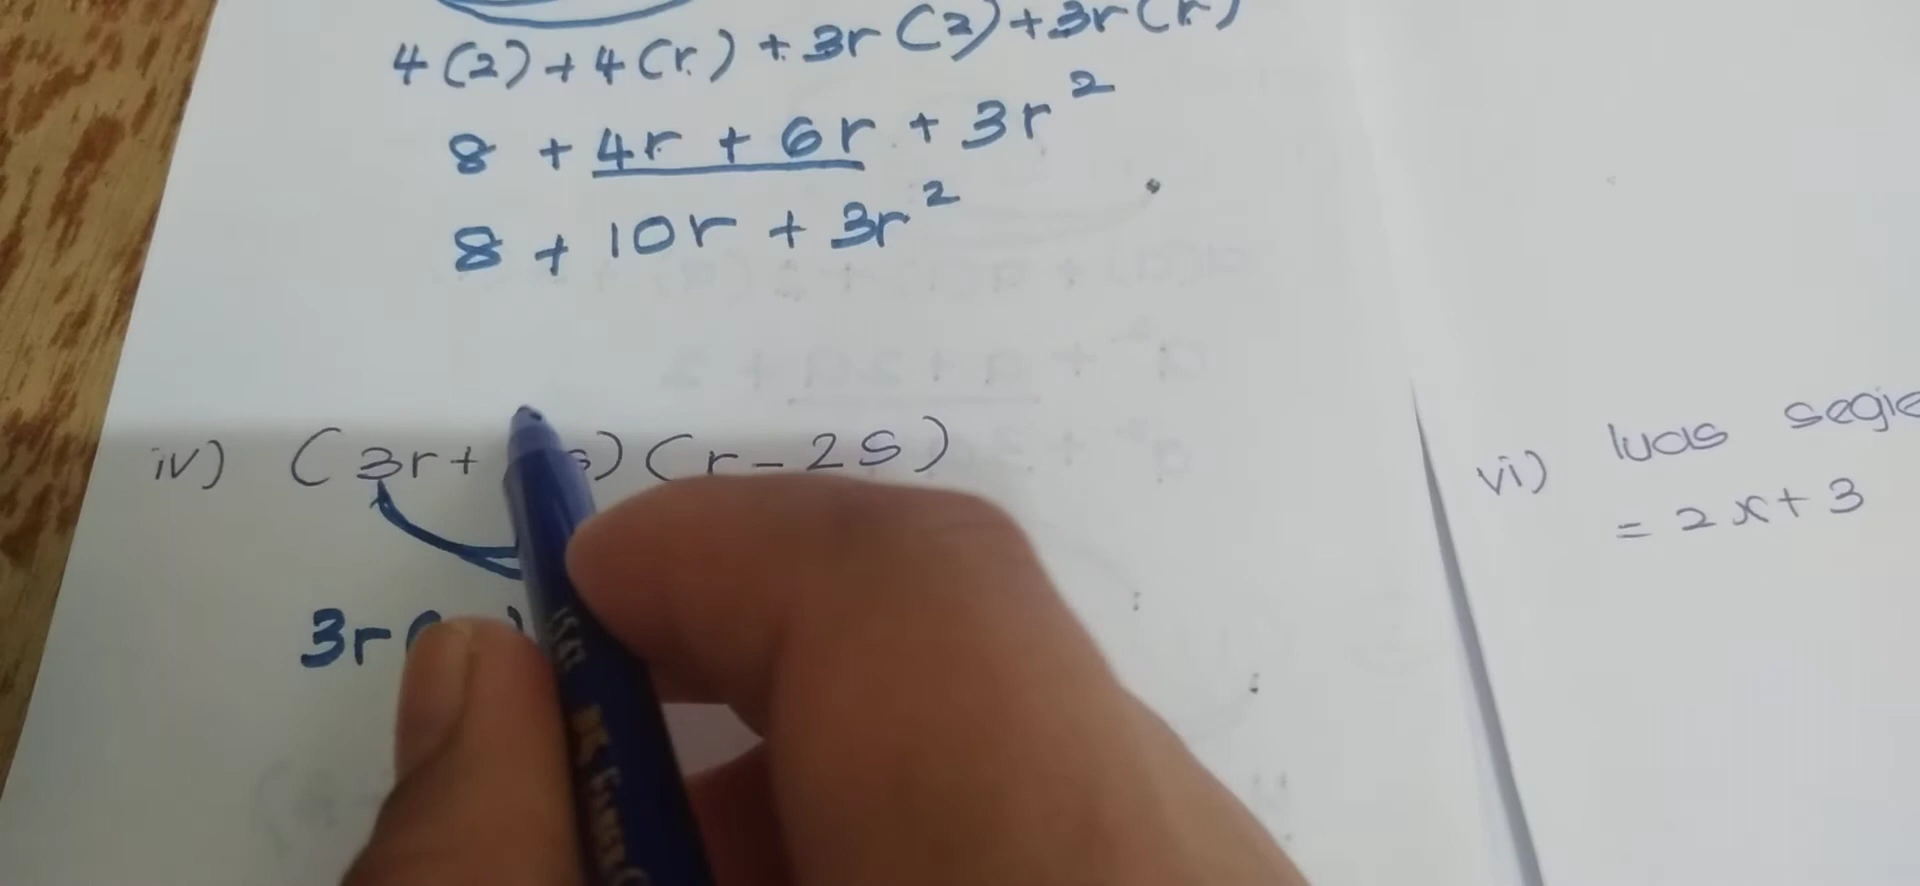 4(2)+4(r)+3r(2)+3r(r)
8 + 4r + 6r + 3r²
8 + 10r + 3r²
iv) (3r+ s)(r-2s)
3r(
vi) luas
= 2x+3